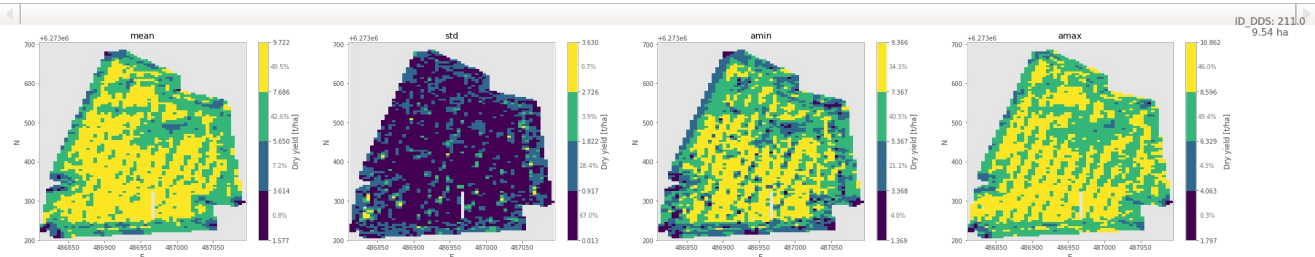 ID_DDS: 211.0
9.54 ha
mean
+6.273e6
700
600
500
400
300
200
N
486850 486900 486950 487000 487050
9.722
49.5%
7.686
42.6%
5.650
7.2%
3.614
0.8%
1.577
Dry yield [t/ha]
std
+6.273e6
700
600
500
400
300
200
N
486850 486900 486950 487000 487050
3.630
0.7%
2.726
3.9%
1.822
28.4%
0.917
67.0%
0.013
Dry yield [t/ha]
amin
+6.273e6
700
600
500
400
300
200
N
486850 486900 486950 487000 487050
9.366
34.3%
7.367
40.5%
5.367
21.1%
3.368
4.0%
1.369
Dry yield [t/ha]
amax
+6.273e6
700
600
500
400
300
200
N
486850 486900 486950 487000 487050
10.862
46.0%
8.596
49.4%
6.329
4.3%
4.063
0.3%
1.797
Dry yield [t/ha]